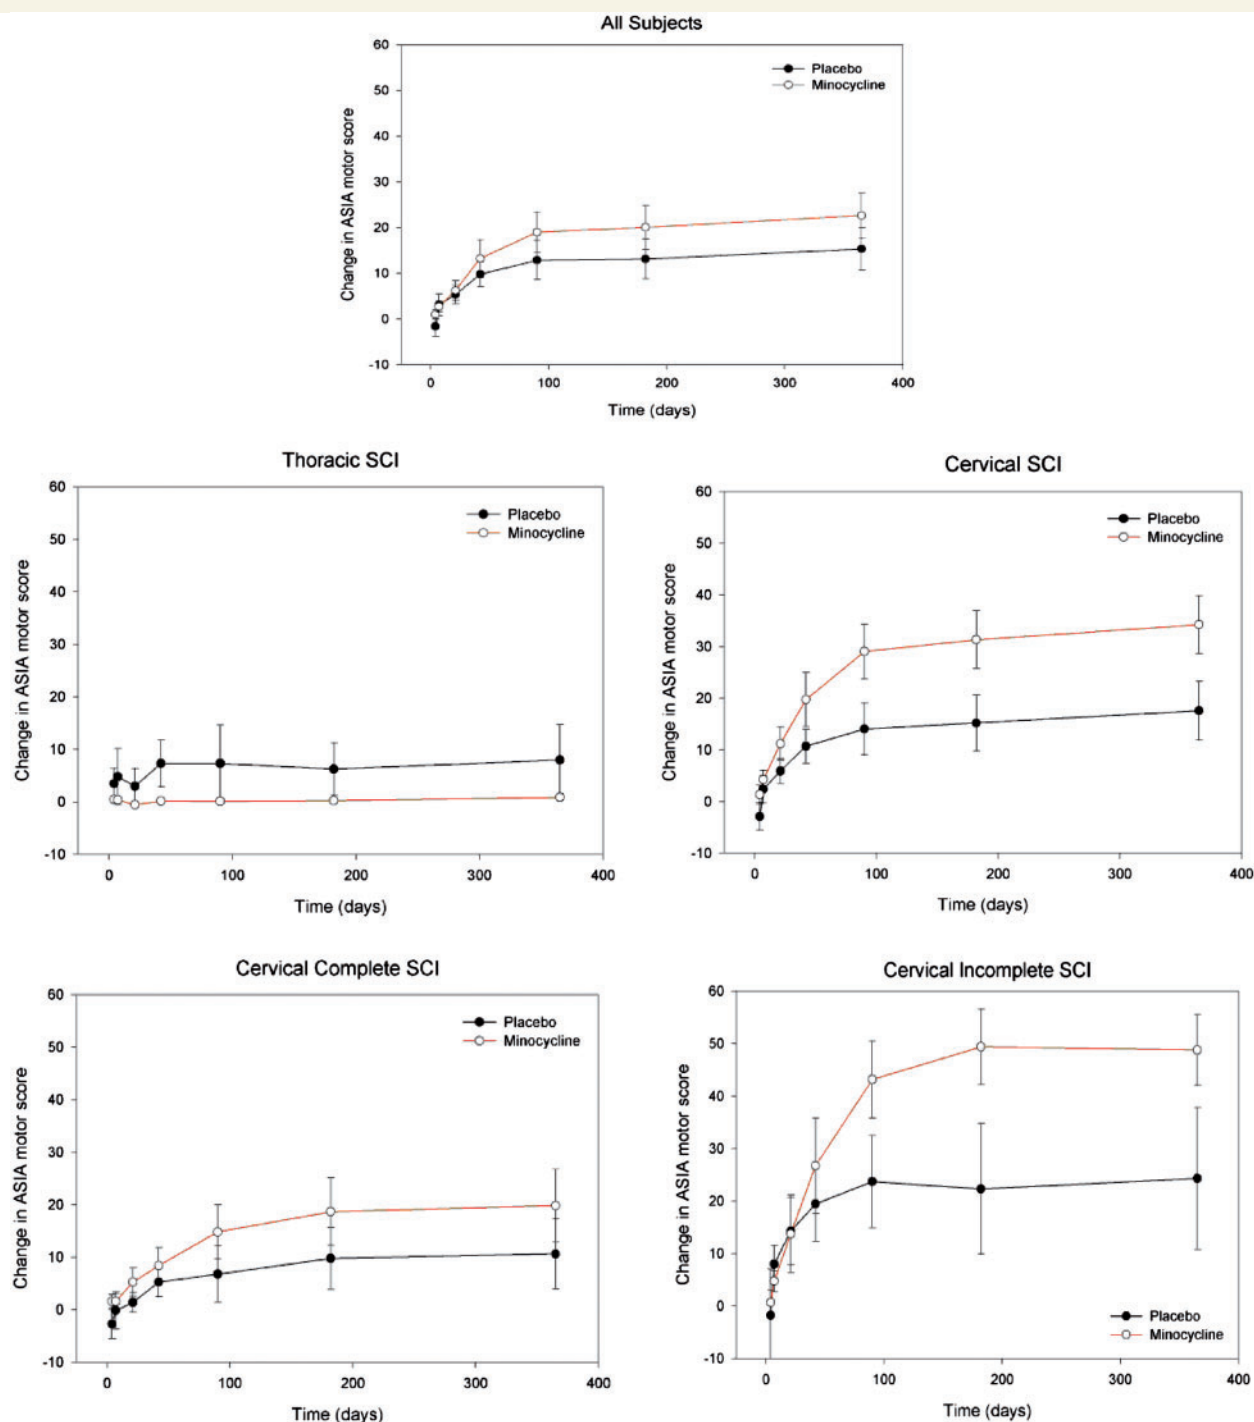 All Subjects
60
50
40
30
20
10
0
-10
Change in ASIA motor score
Placebo
Minocycline
0 100 200 300 400
Time (days)
Thoracic SCI
60
50
40
30
20
10
0
-10
Change in ASIA motor score
Placebo
Minocycline
0 100 200 300 400
Time (days)
Cervical SCI
60
50
40
30
20
10
0
-10
Change in ASIA motor score
Placebo
Minocycline
0 100 200 300 400
Time (days)
Cervical Complete SCI
60
50
40
30
20
10
0
-10
Change in ASIA motor score
Placebo
Minocycline
0 100 200 300 400
Time (days)
Cervical Incomplete SCI
60
50
40
30
20
10
0
-10
Change in ASIA motor score
Placebo
Minocycline
0 100 200 300 400
Time (days)